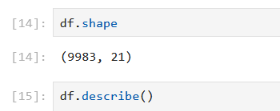 [14]: df.shape
[14]: (9983, 21)
[15]: df.describe()